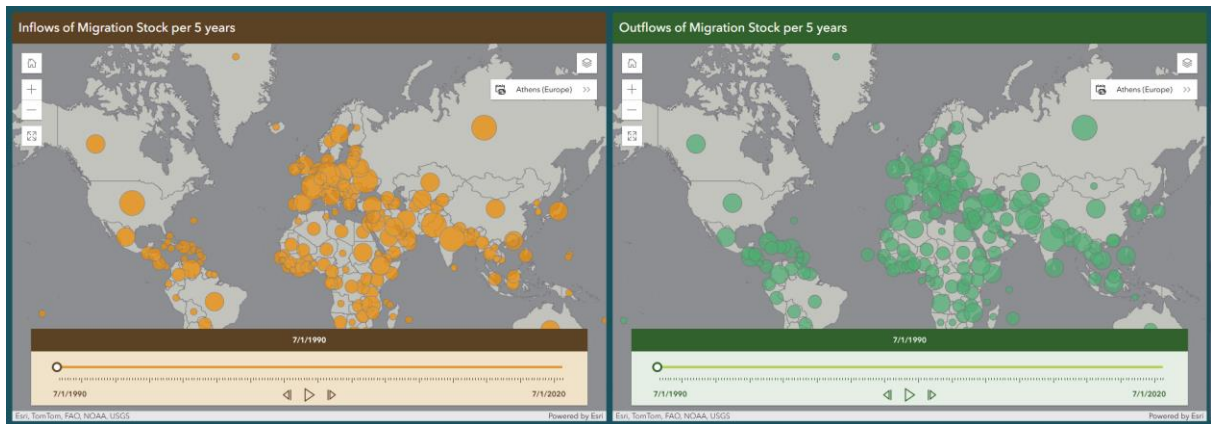 Inflows of Migration Stock per 5 years
Athens (Europe)
7/1/1990
7/1/1990
7/1/2020
Esri, TomTom, FAO, NOAA, USGS
Powered by Esri
Outflows of Migration Stock per 5 years
Athens (Europe)
7/1/1990
7/1/1990
7/1/2020
Esri, TomTom, FAO, NOAA, USGS
Powered by Esri